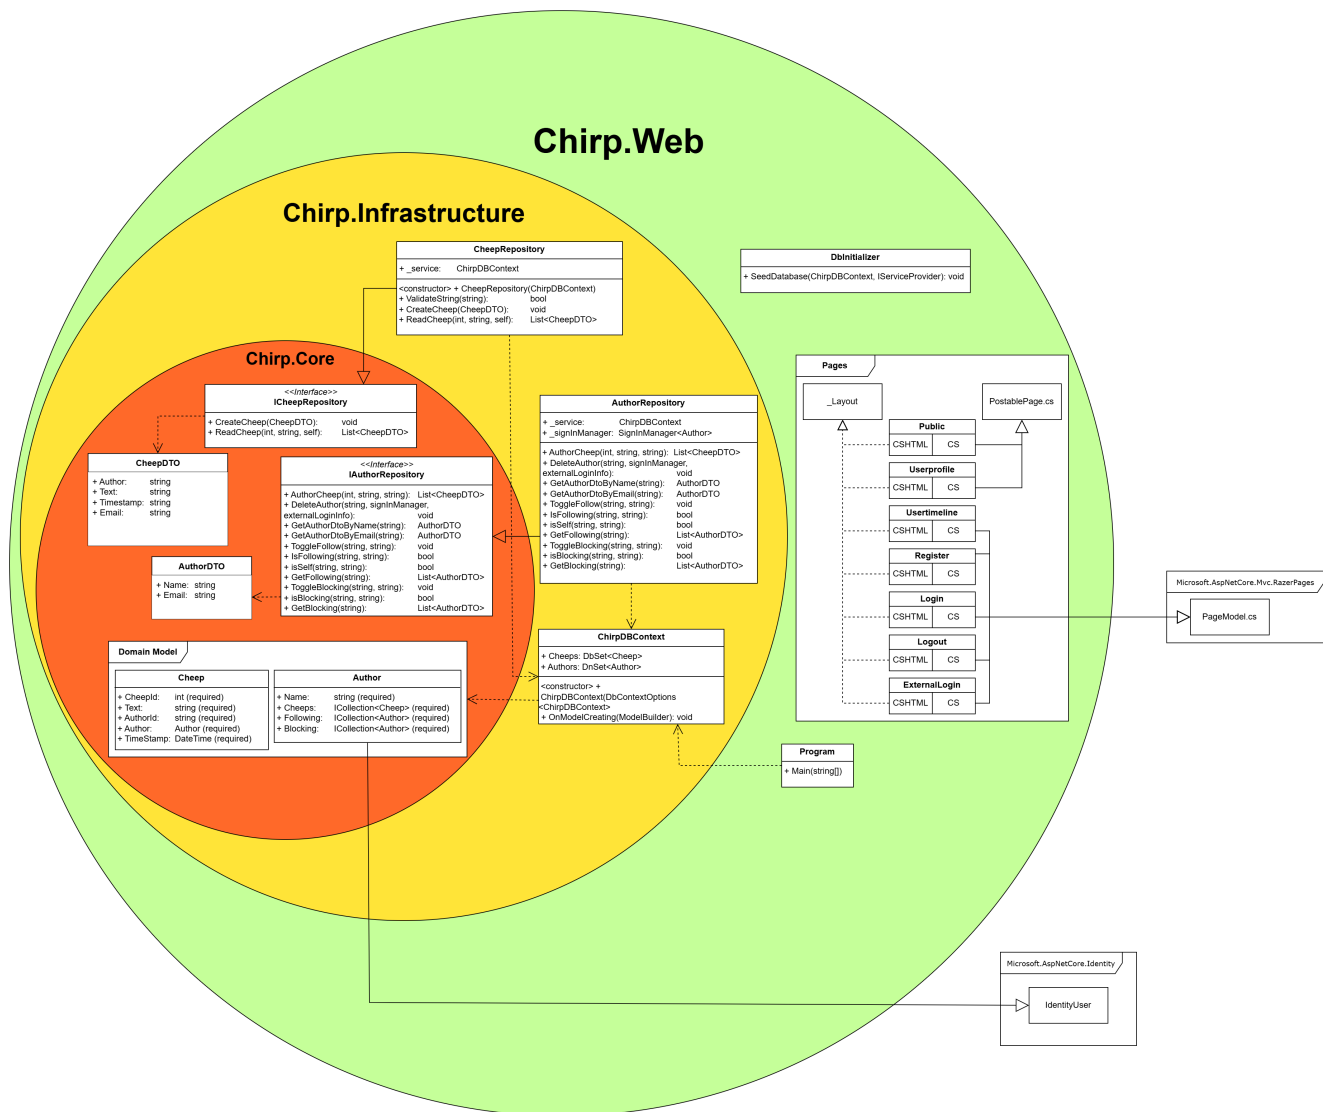 Chirp.Web
Chirp.Infrastructure
CheepRepository
+ _service: ChirpDBContext
<constructor> + CheepRepository(ChirpDBContext)
+ ValidateString(string): bool
+ CreateCheep(CheepDTO): void
+ ReadCheep(int, string, self): List<CheepDTO>
DbInitializer
+ SeedDatabase(ChirpDBContext, IServiceProvider): void
Chirp.Core
<<Interface>>
ICheepRepository
+ CreateCheep(CheepDTO): void
+ ReadCheep(int, string, self): List<CheepDTO>
CheepDTO
+ Author: string
+ Text: string
+ Timestamp: string
+ Email: string
<<Interface>>
IAuthorRepository
+ AuthorCheep(int, string, string): List<CheepDTO>
+ DeleteAuthor(string, signInManager,
externalLoginInfo): void
+ GetAuthorDtoByName(string): AuthorDTO
+ GetAuthorDtoByEmail(string): AuthorDTO
+ ToggleFollow(string, string): void
+ IsFollowing(string, string): bool
+ isSelf(string, string): bool
+ GetFollowing(string): List<AuthorDTO>
+ ToggleBlocking(string, string): void
+ isBlocking(string, string): bool
+ GetBlocking(string): List<AuthorDTO>
AuthorDTO
+ Name: string
+ Email: string
AuthorRepository
+ _service: ChirpDBContext
+ _signInManager: SignInManager<Author>
+ AuthorCheep(int, string, string): List<CheepDTO>
+ DeleteAuthor(string, signInManager,
externalLoginInfo): void
+ GetAuthorDtoByName(string): AuthorDTO
+ GetAuthorDtoByEmail(string): AuthorDTO
+ ToggleFollow(string, string): void
+ IsFollowing(string, string): bool
+ isSelf(string, string): bool
+ GetFollowing(string): List<AuthorDTO>
+ ToggleBlocking(string, string): void
+ isBlocking(string, string): bool
+ GetBlocking(string): List<AuthorDTO>
Domain Model
Cheep
+ CheepId: int (required)
+ Text: string (required)
+ AuthorId: string (required)
+ Author: Author (required)
+ TimeStamp: DateTime (required)
Author
+ Name: string (required)
+ Cheeps: ICollection<Cheep> (required)
+ Following: ICollection<Author> (required)
+ Blocking: ICollection<Author> (required)
ChirpDBContext
+ Cheeps: DbSet<Cheep>
+ Authors: DnSet<Author>
<constructor> +
ChirpDBContext(DbContextOptions
<ChirpDBContext>
+ OnModelCreating(ModelBuilder): void
Pages
_Layout
PostablePage.cs
Public
CSHTML CS
Userprofile
CSHTML CS
Usertimeline
CSHTML CS
Register
CSHTML CS
Login
CSHTML CS
Logout
CSHTML CS
ExternalLogin
CSHTML CS
Program
+ Main(string[])
Microsoft.AspNetCore.Mvc.RazerPages
PageModel.cs
Microsoft.AspNetCore.Identity
IdentityUser